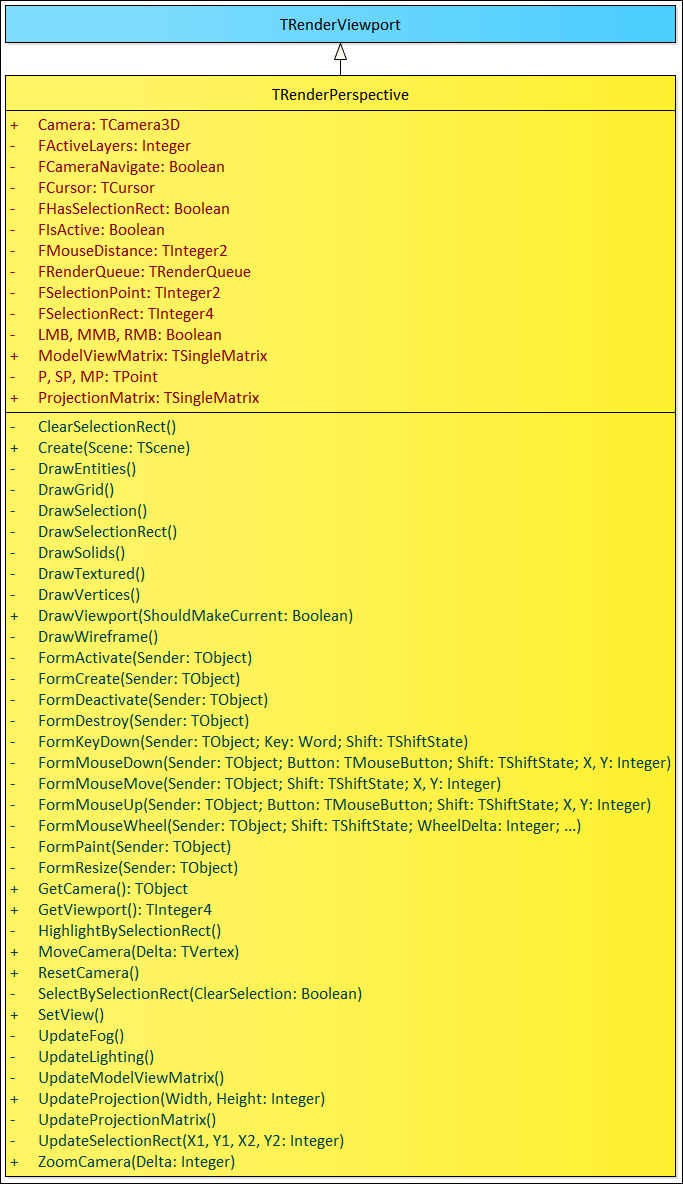 TRenderViewport
TRenderPerspective
+ Camera: TCamera3D
- FActiveLayers: Integer
- FCameraNavigate: Boolean
- FCursor: TCursor
- FHasSelectionRect: Boolean
- FIsActive: Boolean
- FMouseDistance: TInteger2
- FRenderQueue: TRenderQueue
- FSelectionPoint: TInteger2
- FSelectionRect: TInteger4
- LMB, MMB, RMB: Boolean
+ ModelViewMatrix: TSingleMatrix
- P, SP, MP: TPoint
+ ProjectionMatrix: TSingleMatrix
- ClearSelectionRect()
+ Create(Scene: TScene)
- DrawEntities()
- DrawGrid()
- DrawSelection()
- DrawSelectionRect()
- DrawSolids()
- DrawTextured()
- DrawVertices()
+ DrawViewport(ShouldMakeCurrent: Boolean)
- DrawWireframe()
- FormActivate(Sender: TObject)
- FormCreate(Sender: TObject)
- FormDeactivate(Sender: TObject)
- FormDestroy(Sender: TObject)
- FormKeyDown(Sender: TObject; Key: Word; Shift: TShiftState)
- FormMouseDown(Sender: TObject; Button: TMouseButton; Shift: TShiftState; X, Y: Integer)
- FormMouseMove(Sender: TObject; Shift: TShiftState; X, Y: Integer)
- FormMouseUp(Sender: TObject; Button: TMouseButton; Shift: TShiftState; X, Y: Integer)
- FormMouseWheel(Sender: TObject; Shift: TShiftState; WheelDelta: Integer; ...)
- FormPaint(Sender: TObject)
- FormResize(Sender: TObject)
+ GetCamera(): TObject
+ GetViewport(): TInteger4
- HighlightBySelectionRect()
+ MoveCamera(Delta: TVertex)
+ ResetCamera()
- SelectBySelectionRect(ClearSelection: Boolean)
+ SetView()
- UpdateFog()
- UpdateLighting()
- UpdateModelViewMatrix()
+ UpdateProjection(Width, Height: Integer)
- UpdateProjectionMatrix()
- UpdateSelectionRect(X1, Y1, X2, Y2: Integer)
+ ZoomCamera(Delta: Integer)